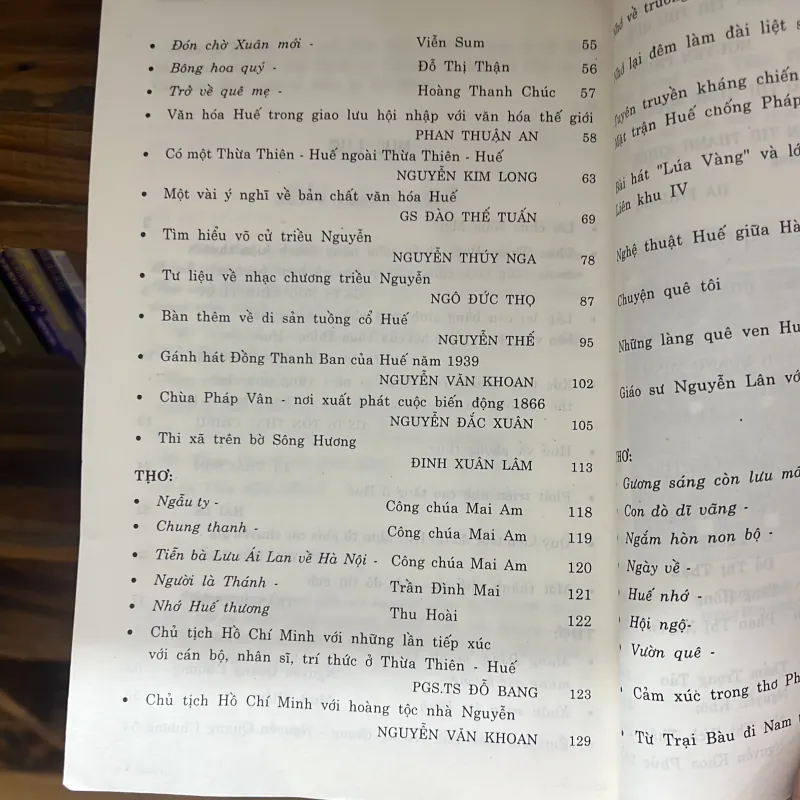 • Đón chờ Xuân mới - Viễn Sum 55
• Bông hoa quý - Đỗ Thị Thận 56
• Trở về quê mẹ - Hoàng Thanh Chúc 57
• Văn hóa Huế trong giao lưu hội nhập với văn hóa thế giới
PHAN THUẬN AN 58
• Có một Thừa Thiên - Huế ngoài Thừa Thiên - Huế
NGUYỄN KIM LONG 63
• Một vài ý nghĩ về bản chất văn hóa Huế
GS ĐÀO THẾ TUẤN 69
• Tìm hiểu võ cử triều Nguyễn
NGUYỄN THÚY NGA 78
• Tư liệu về nhạc chương triều Nguyễn
NGÔ ĐỨC THỌ 87
• Bàn thêm về di sản tuồng cổ Huế
NGUYỄN THẾ 95
• Gánh hát Đồng Thanh Ban của Huế năm 1939
NGUYỄN VĂN KHOAN 102
• Chùa Pháp Vân - nơi xuất phát cuộc biến động 1866
NGUYỄN ĐẮC XUÂN 105
• Thi xã trên bờ Sông Hương
ĐINH XUÂN LÂM 113
THƠ:
• Ngẫu ty - Công chúa Mai Am 118
• Chung thanh - Công chúa Mai Am 119
• Tiễn bà Lưu Ái Lan về Hà Nội - Công chúa Mai Am 120
• Người là Thánh - Trần Đình Mai 121
• Nhớ Huế thương Thu Hoài 122
• Chủ tịch Hồ Chí Minh với những lần tiếp xúc
với cán bộ, nhân sĩ, trí thức ở Thừa Thiên - Huế
PGS.TS ĐỖ BANG 123
• Chủ tịch Hồ Chí Minh với hoàng tộc nhà Nguyễn
NGUYỄN VĂN KHOAN 129
về
lại đêm làm đài liệt
truyền kháng chiến
trận Huế chống Pháp
hát "Lúa Vàng" và
Liên khu IV
Nghệ thuật Huế giữa
Chuyện quê tôi
Những làng quê ven
Giáo sư Nguyễn Lân
Gương sáng còn lưu
Con dò dĩ vãng -
Ngắm hòn non bộ -
Ngày về -
Huế nhớ -
Hội ngộ-
Vườn quê -
Cảm xúc trong thơ
Từ Trại Bàu di Nam